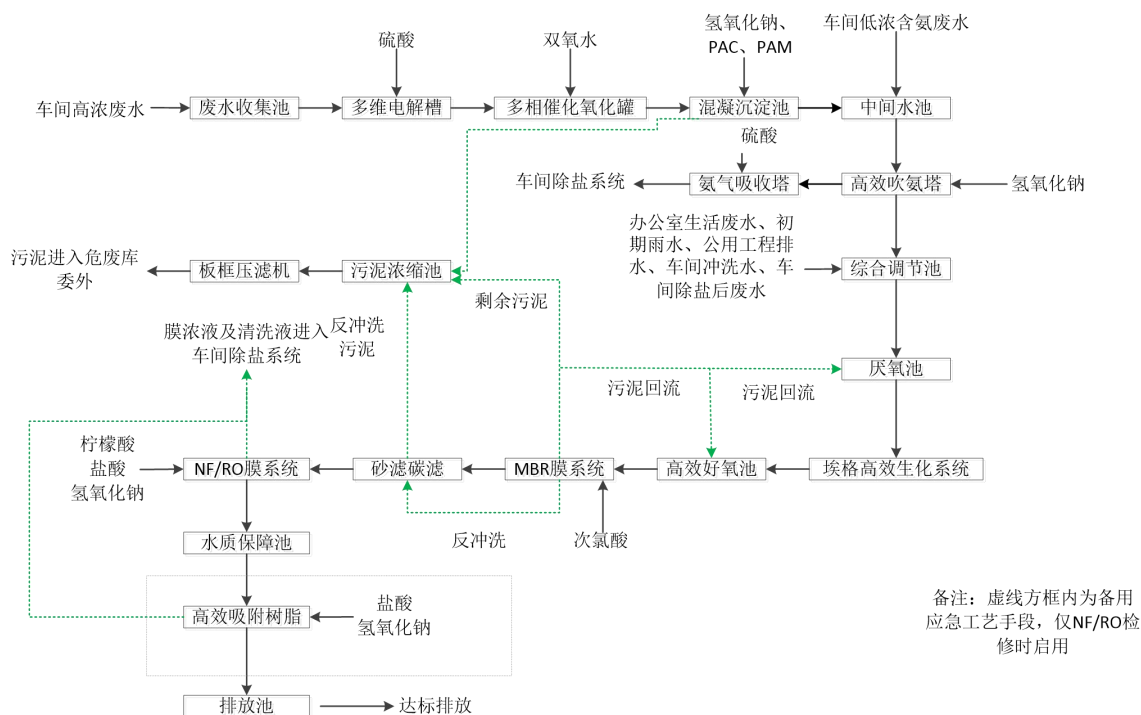 氢氧化钠、
PAC、PAM
车间低浓含氨废水
硫酸
双氧水
车间高浓废水
废水收集池
多维电解槽
多相催化氧化罐
混凝沉淀池
中间水池
硫酸
车间除盐系统
氨气吸收塔
高效吹氨塔
氢氧化钠
办公室生活废水、初
期雨水、公用工程排
水、车间冲洗水、车
间除盐后废水
污泥进入危废库
委外
板框压滤机
污泥浓缩池
综合调节池
剩余污泥
膜浓液及清洗液进入
车间除盐系统
反冲洗
污泥
厌氧池
污泥回流
污泥回流
柠檬酸
盐酸
氢氧化钠
NF/RO膜系统
砂滤碳滤
MBR膜系统
高效好氧池
埃格高效生化系统
反冲洗
次氯酸
水质保障池
高效吸附树脂
盐酸
氢氧化钠
备注：虚线方框内为备用
应急工艺手段，仅NF/RO检
修时启用
排放池
达标排放